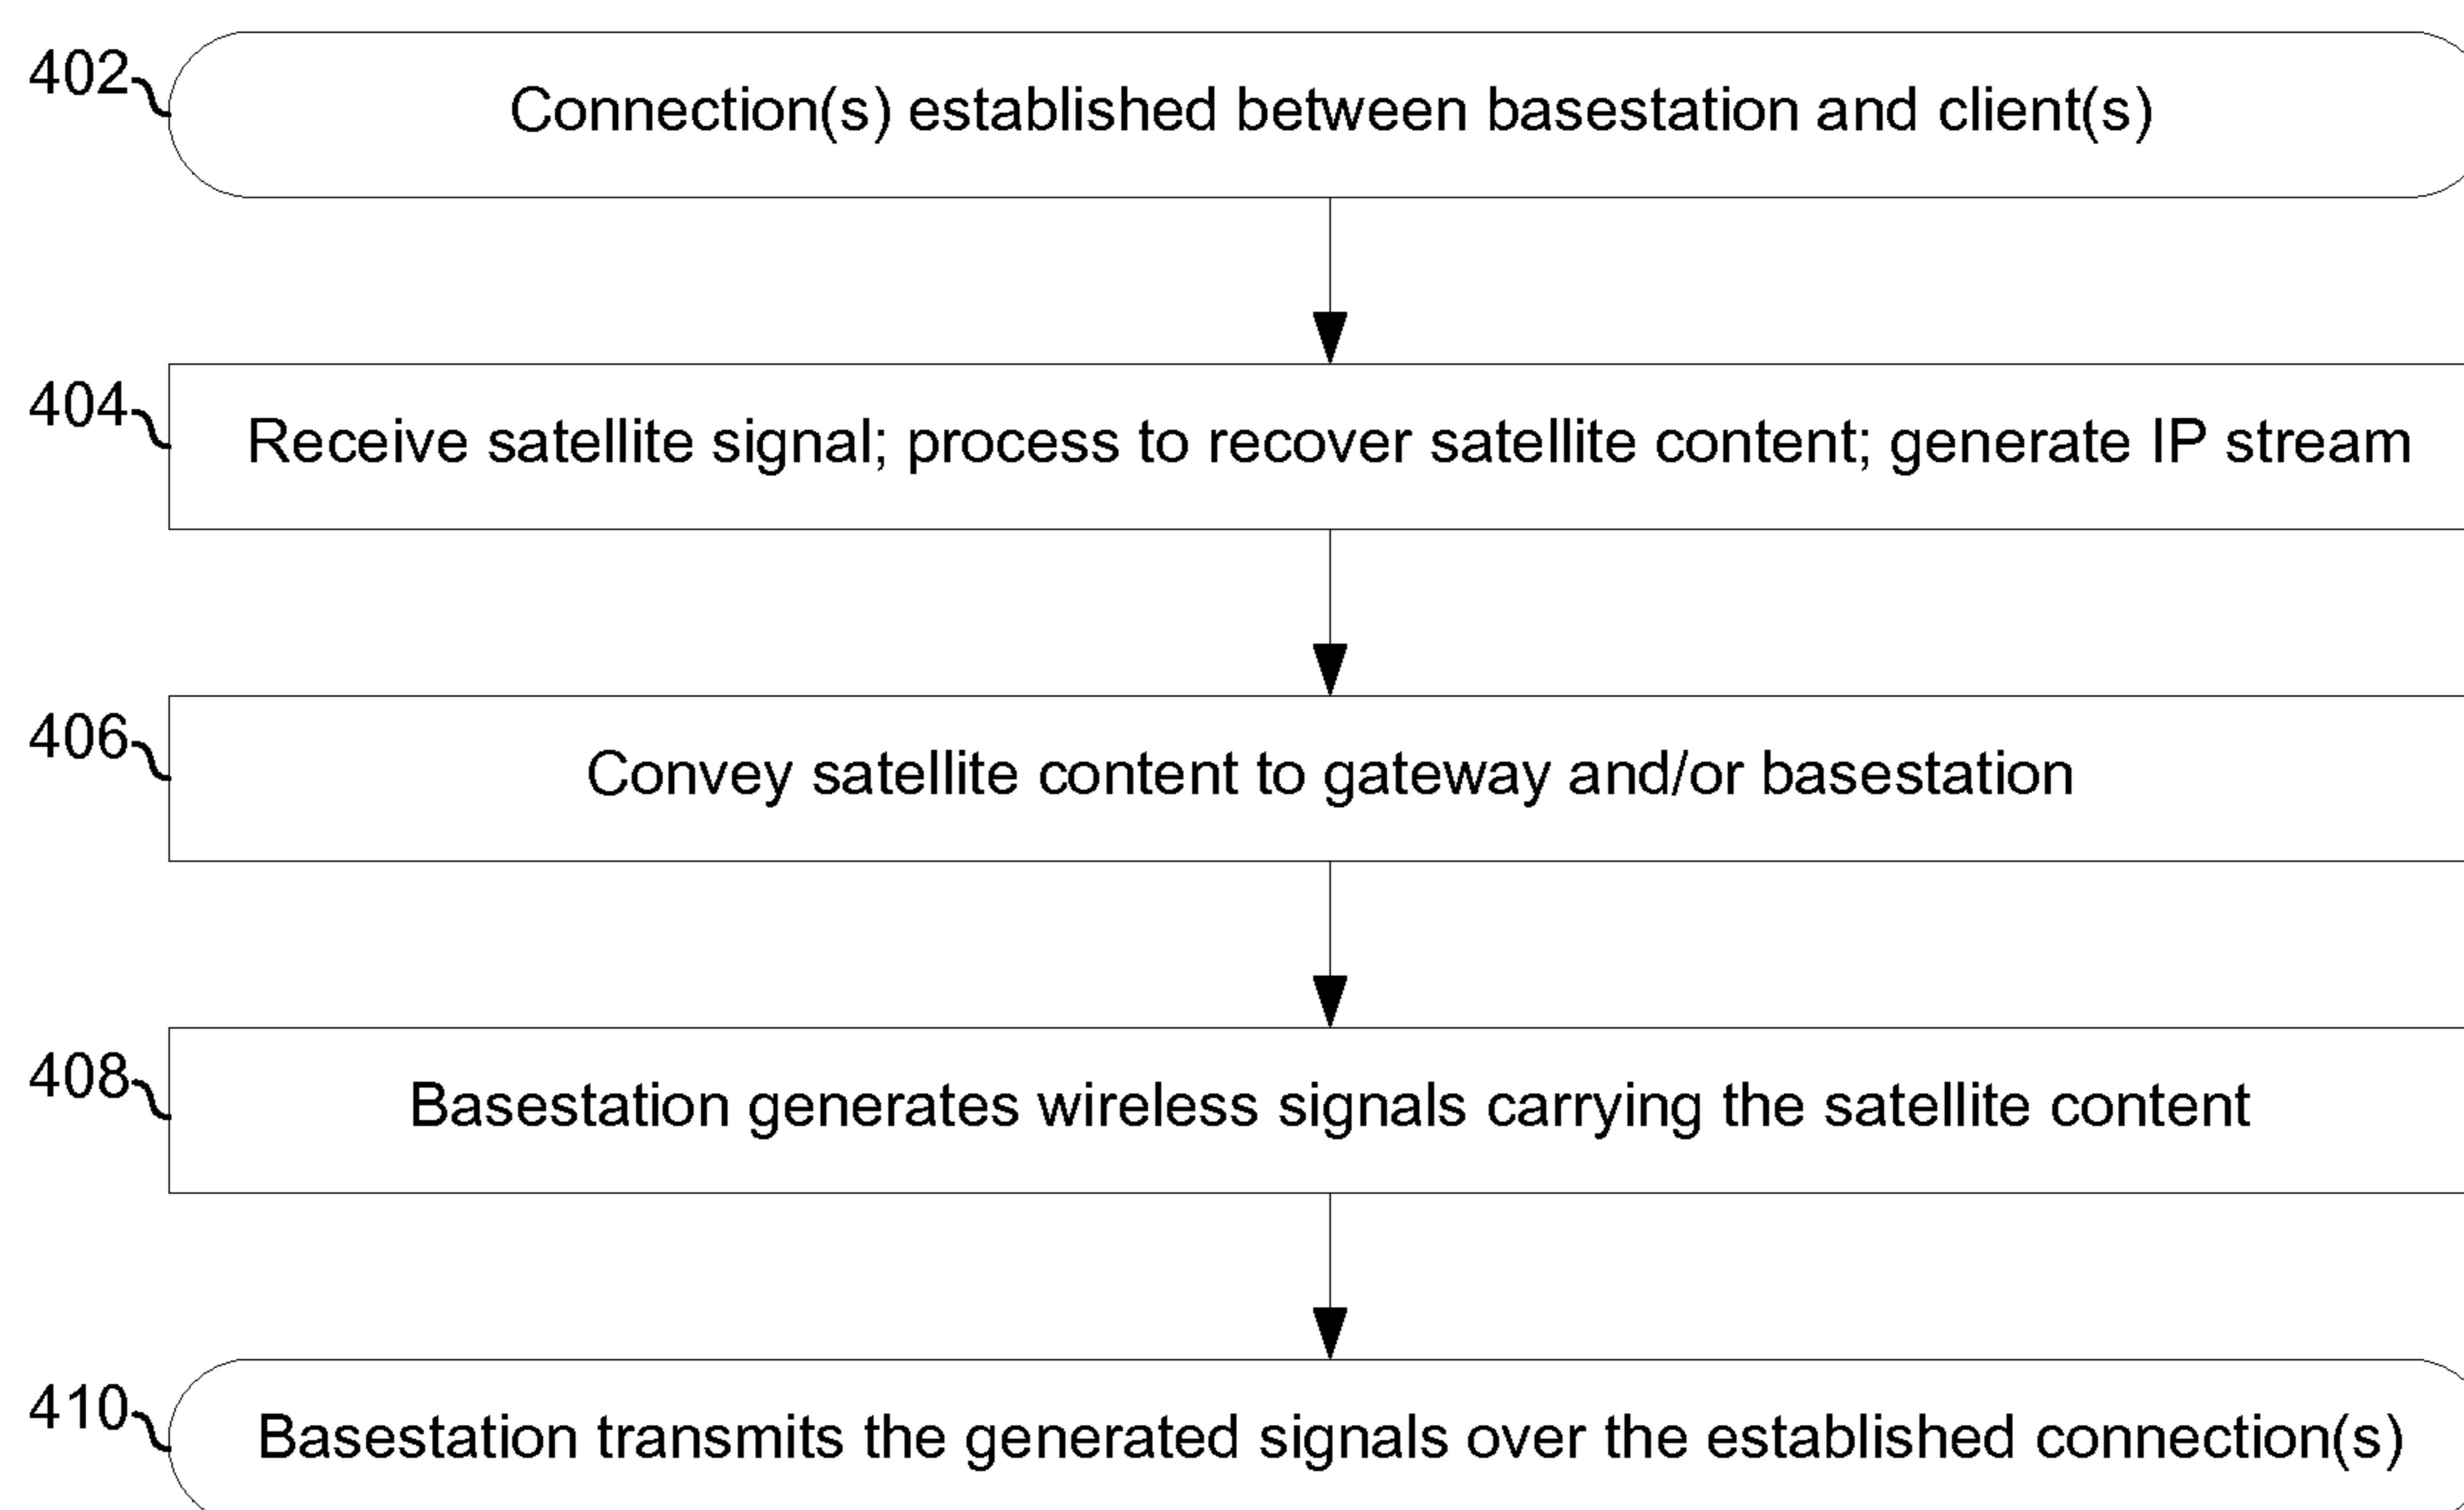 402 Connection(s) established between basestation and client(s)
404 Receive satellite signal; process to recover satellite content; generate IP stream
406 Convey satellite content to gateway and/or basestation
408 Basestation generates wireless signals carrying the satellite content
410 Basestation transmits the generated signals over the established connection(s)